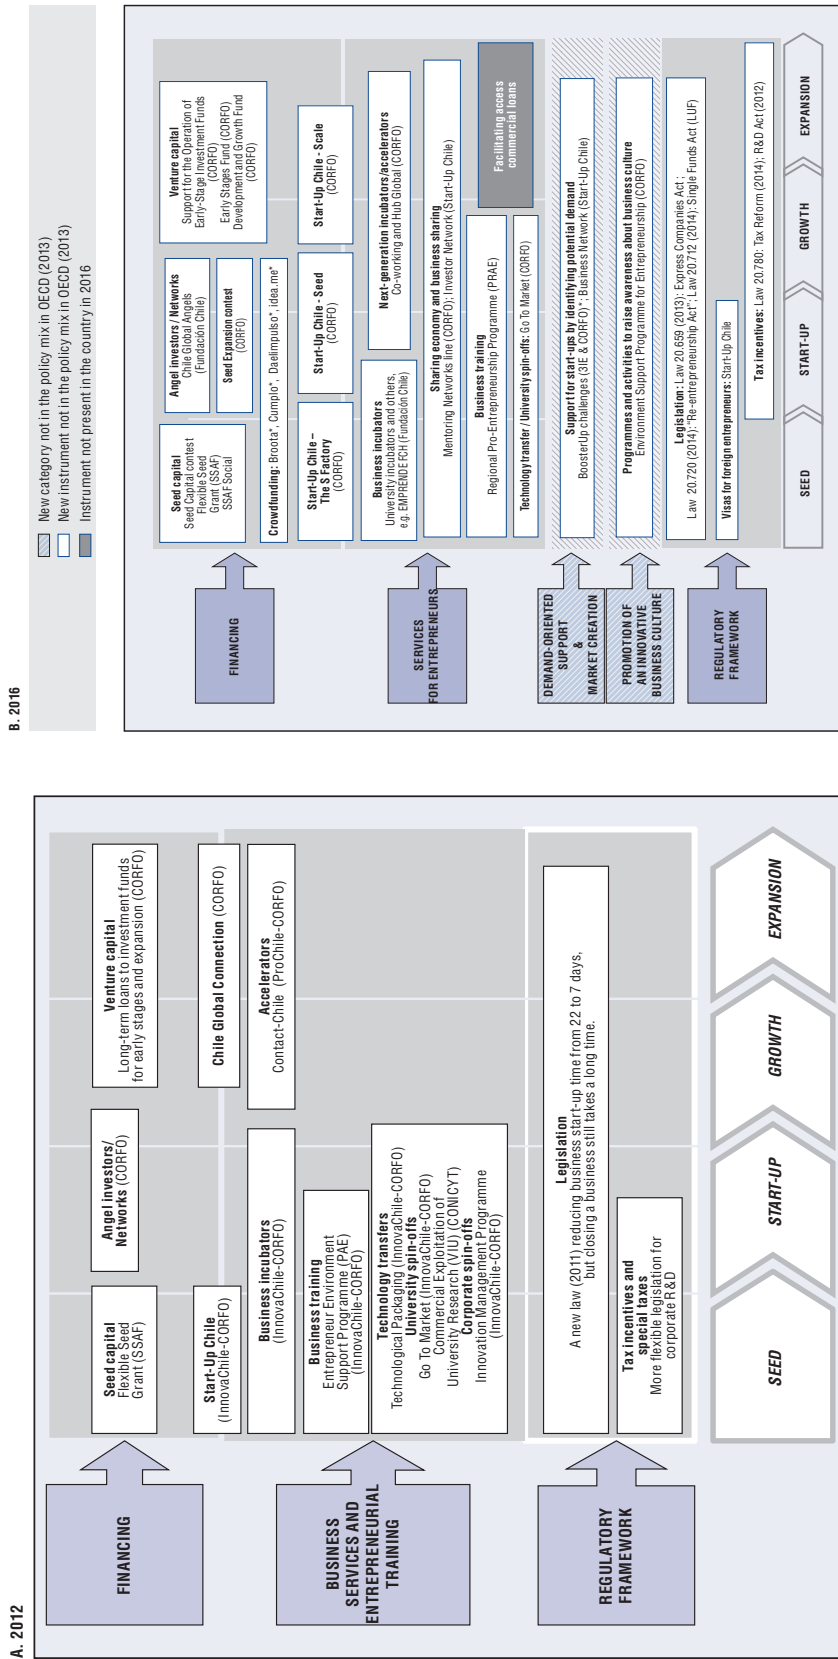 A. 2012
FINANCING
Seed capital
Flexible Seed
Grant (SSAF)
Angel investors/
Networks (CORFO)
Venture capital
Long-term loans to investment funds
for early stages and expansion (CORFO)
Start-Up Chile
(InnovaChile-CORFO)
Chile Global Connection (CORFO)
BUSINESS
SERVICES AND
ENTREPRENEURIAL
TRAINING
Business incubators
(InnovaChile-CORFO)
Accelerators
Contact-Chile (ProChile-CORFO)
Business training
Entrepreneur Environment
Support Programme (PAE)
(InnovaChile-CORFO)
Technology transfers
Technological Packaging (InnovaChile-CORFO)
University spin-offs
Go To Market (InnovaChile-CORFO)
Commercial Exploitation of
University Research (VIU) (CONICYT)
Corporate spin-offs
Innovation Management Programme
(InnovaChile-CORFO)
REGULATORY
FRAMEWORK
Legislation
A new law (2011) reducing business start-up time from 22 to 7 days,
but closing a business still takes a long time.
Tax incentives and
special taxes
More flexible legislation for
corporate R&D
SEED
START-UP
GROWTH
EXPANSION
B. 2016
New category not in the policy mix in OECD (2013)
New instrument not in the policy mix in OECD (2013)
Instrument not present in the country in 2016
FINANCING
Seed capital
Seed Capital contest
Flexible Seed
Grant (SSAF)
SSAF Social
Angel investors / Networks
Chile Global Angels
(Fundación Chile)
Seed Expansion contest
(CORFO)
Venture capital
Support for the Operation of
Early-Stage Investment Funds
(CORFO)
Early Stages Fund (CORFO)
Development and Growth Fund
(CORFO)
Crowdfunding: Broota*, Cumplo*, Daelimpulso*, idea.me*
Start-Up Chile –
The S Factory
(CORFO)
Start-Up Chile - Seed
(CORFO)
Start-Up Chile - Scale
(CORFO)
SERVICES
FOR ENTREPRENEURS
Business incubators
University incubators and others,
e.g. EMPRENDE FCH (Fundación Chile)
Next-generation incubators/accelerators
Co-working and Hub Global (CORFO)
Sharing economy and business sharing
Mentoring Networks line (CORFO); Investor Network (Start-Up Chile)
Business training
Regional Pro-Entrepreneurship Programme (PRAE)
Facilitating access
commercial loans
Technology transfer / University spin-offs: Go To Market (CORFO)
DEMAND-ORIENTED
SUPPORT
&
MARKET CREATION
Support for start-ups by identifying potential demand
BoosterUp challenges (3IE & CORFO)*; Business Network (Start-Up Chile)
PROMOTION OF
AN INNOVATIVE
BUSINESS CULTURE
Programmes and activities to raise awareness about business culture
Environment Support Programme for Entrepreneurship (CORFO)
REGULATORY
FRAMEWORK
Legislation: Law 20.659 (2013): Express Companies Act ;
Law 20.720 (2014):"Re-entrepreneurship Act"; Law 20.712 (2014): Single Funds Act (LUF)
Visas for foreign entrepreneurs: Start-Up Chile
Tax incentives: Law 20.780: Tax Reform (2014); R&D Act (2012)
SEED
START-UP
GROWTH
EXPANSION